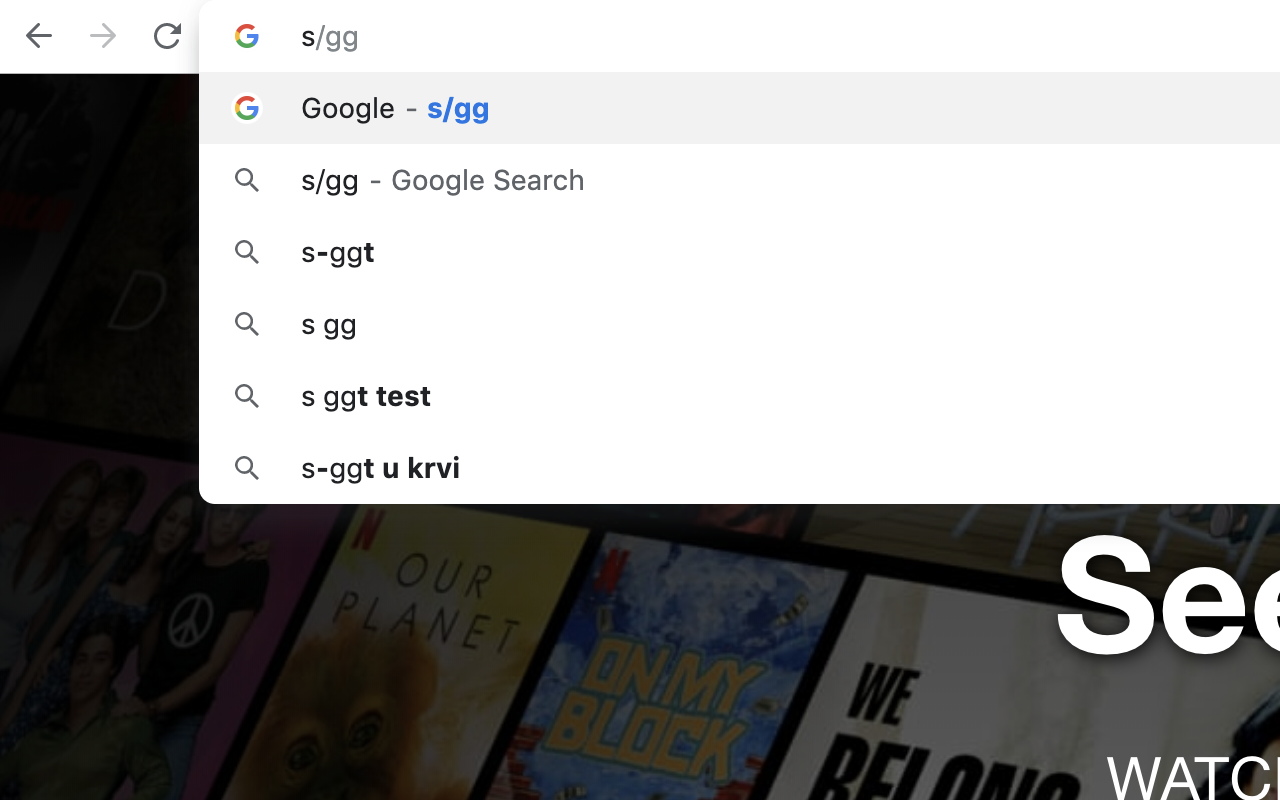 s/gg
Google - s/gg
s/gg - Google Search
s-ggt
s gg
s ggt test
s-ggt u krvi
D
N
OUR
PLANET
N
ON MY
BLOCK
WE
BELONG
See
WATCH